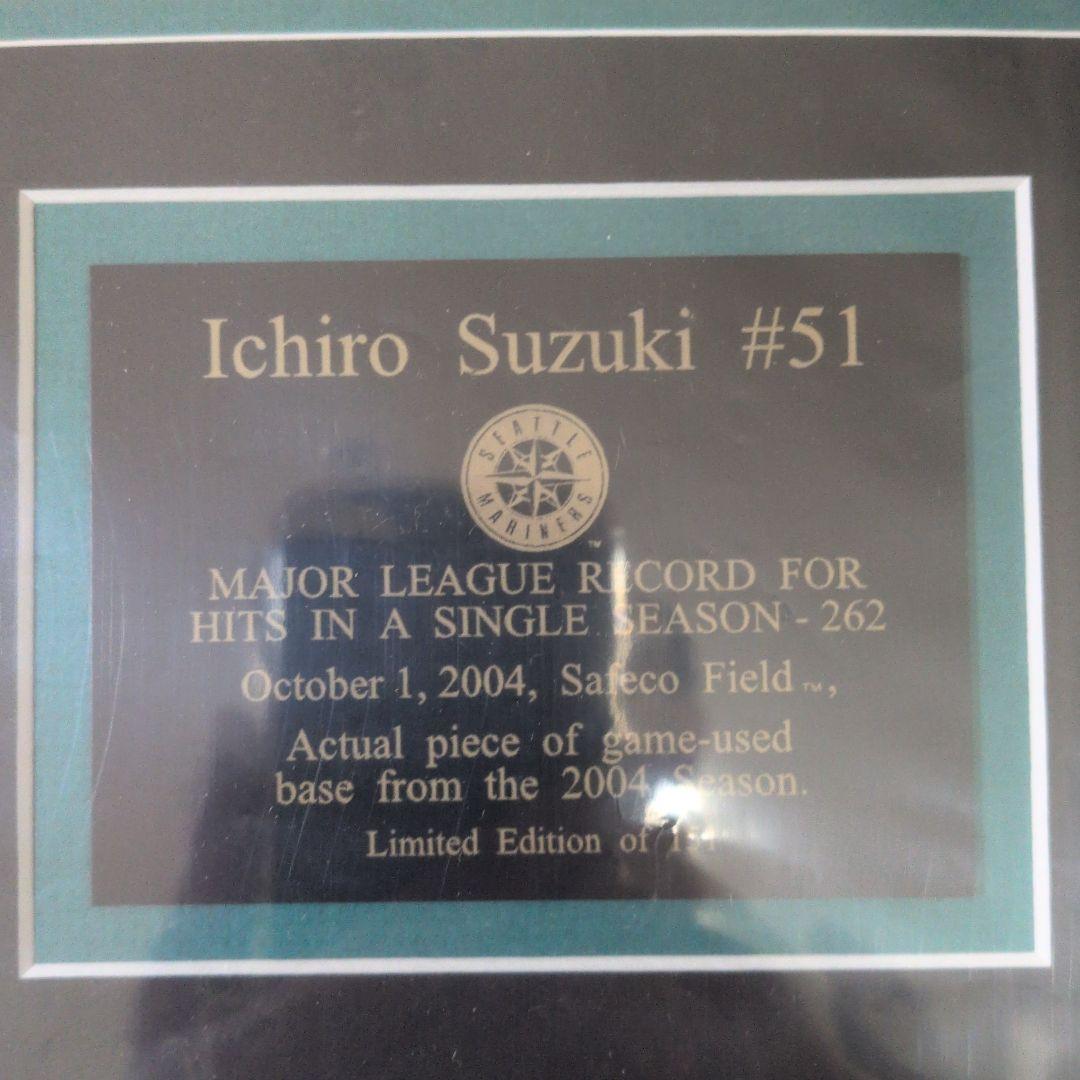 Ichiro Suzuki #51
SEATTLE MARINERS ™
MAJOR LEAGUE RECORD FOR
HITS IN A SINGLE SEASON - 262
October 1, 2004, Safeco Field™,
Actual piece of game-used
base from the 2004 Season.
Limited Edition of